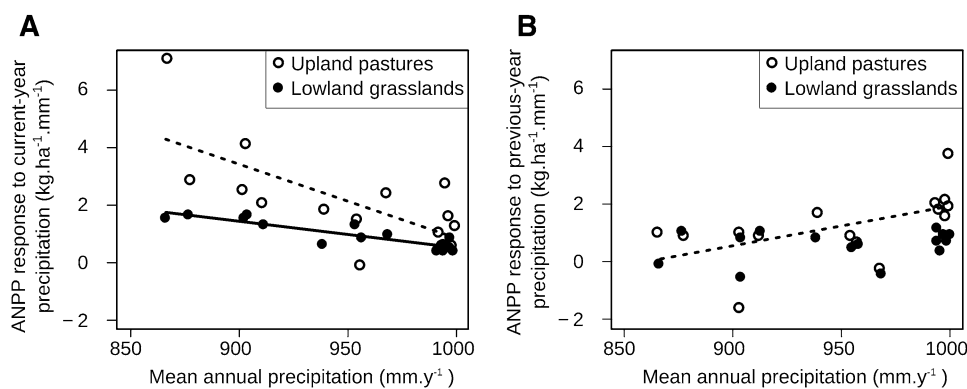 A
ANPP response to current-year
precipitation (kg.ha⁻¹.mm⁻¹)
6
4
2
0
− 2
Upland pastures
Lowland grasslands
850
900
950
1000
Mean annual precipitation (mm.y⁻¹ )
B
ANPP response to previous-year
precipitation (kg.ha⁻¹.mm⁻¹)
6
4
2
0
− 2
Upland pastures
Lowland grasslands
850
900
950
1000
Mean annual precipitation (mm.y⁻¹ )